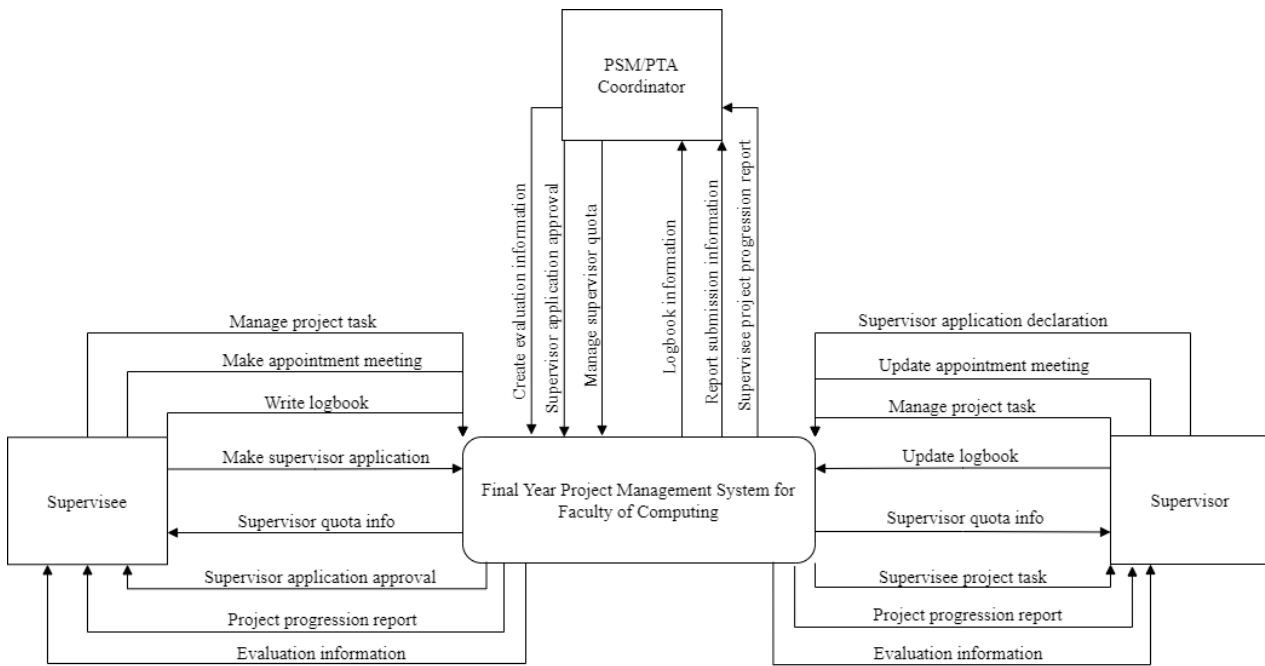 PSM/PTA
Coordinator
Create evaluation information
Supervisor application approval
Manage supervisor quota
Logbook information
Report submission information
Supervisee project progression report
Manage project task
Make appointment meeting
Write logbook
Make supervisor application
Supervisee
Supervisor quota info
Supervisor application approval
Project progression report
Evaluation information
Final Year Project Management System for
Faculty of Computing
Supervisor application declaration
Update appointment meeting
Manage project task
Update logbook
Supervisor
Supervisor quota info
Supervisee project task
Project progression report
Evaluation information